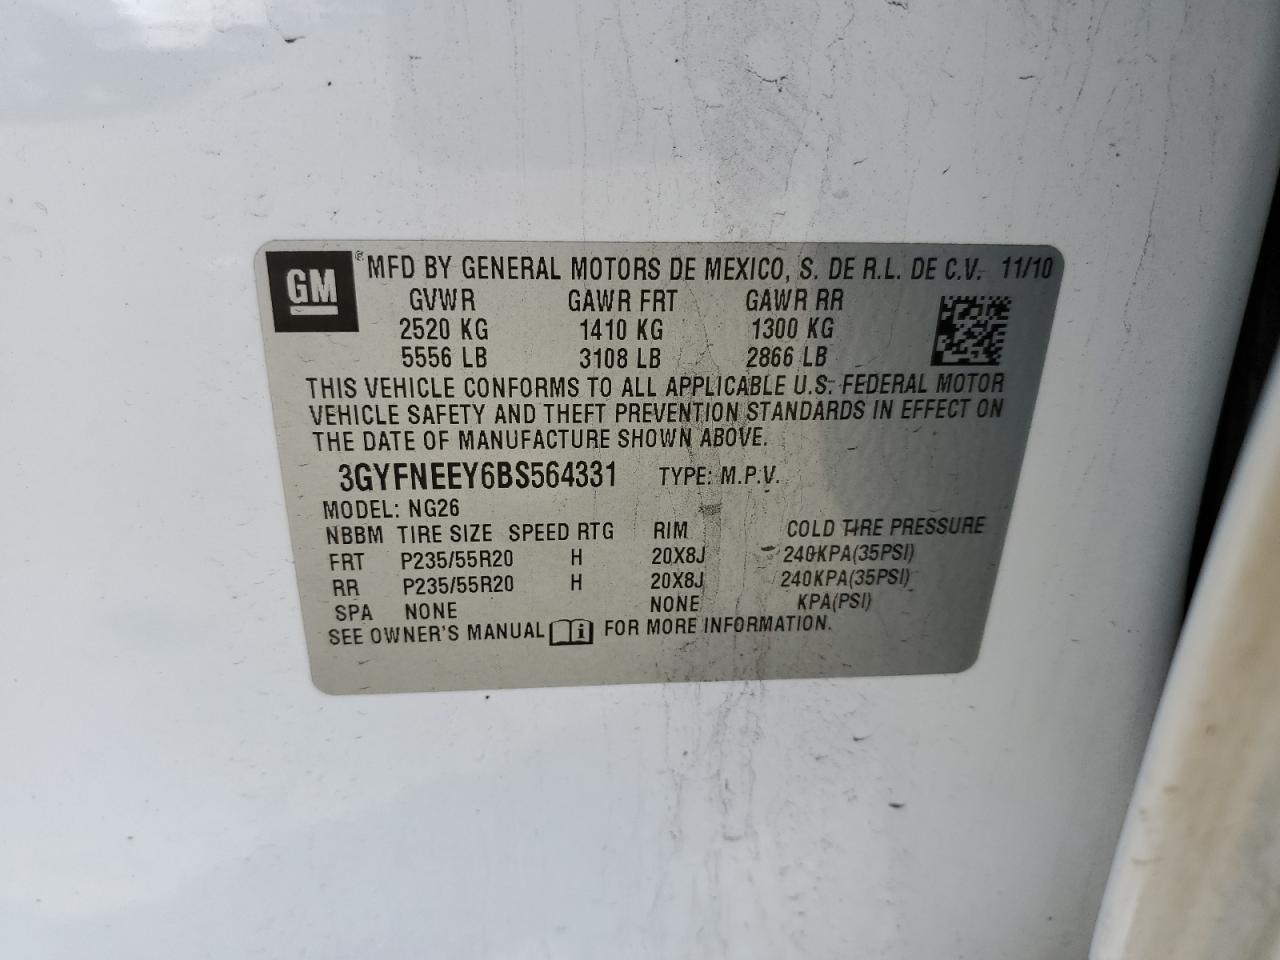 GM ® MFD BY GENERAL MOTORS DE MEXICO, S. DE R.L. DE C.V. 11/10
GVWR GAWR FRT GAWR RR
2520 KG 1410 KG 1300 KG
5556 LB 3108 LB 2866 LB
THIS VEHICLE CONFORMS TO ALL APPLICABLE U.S. FEDERAL MOTOR
VEHICLE SAFETY AND THEFT PREVENTION STANDARDS IN EFFECT ON
THE DATE OF MANUFACTURE SHOWN ABOVE.
3GYFNEEY6BS564331 TYPE: M.P.V.
MODEL: NG26
NBBM TIRE SIZE SPEED RTG RIM COLD TIRE PRESSURE
FRT P235/55R20 H 20X8J 240KPA(35PSI)
RR P235/55R20 H 20X8J 240KPA(35PSI)
SPA NONE NONE KPA(PSI)
SEE OWNER'S MANUAL i FOR MORE INFORMATION.